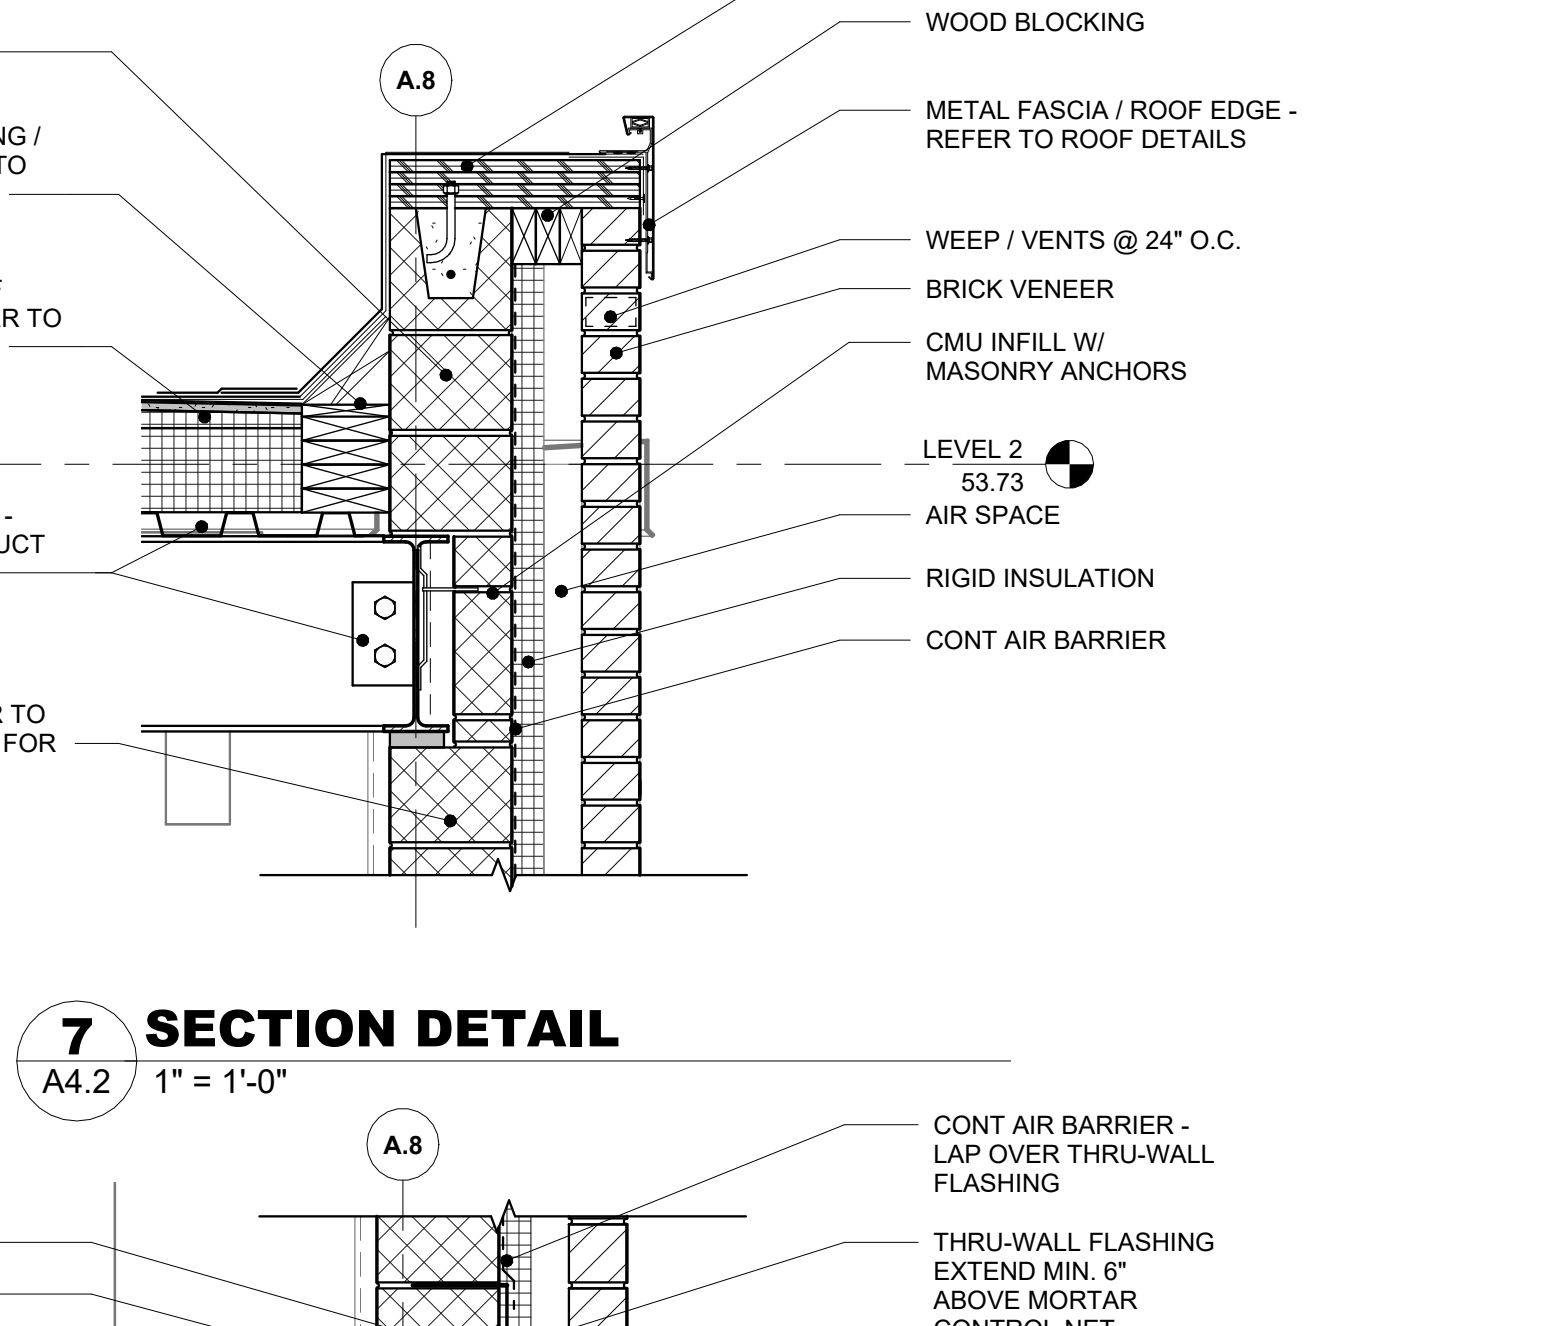 WOOD BLOCKING
A.8
METAL FASCIA / ROOF EDGE -
REFER TO ROOF DETAILS
NG /
TO
WEEP / VENTS @ 24" O.C.
BRICK VENEER
R TO
CMU INFILL W/
MASONRY ANCHORS
LEVEL 2
53.73
-
UCT
AIR SPACE
RIGID INSULATION
CONT AIR BARRIER
R TO
FOR
7
SECTION DETAIL
A4.2
1" = 1'-0"
A.8
CONT AIR BARRIER -
LAP OVER THRU-WALL
FLASHING
THRU-WALL FLASHING
EXTEND MIN. 6"
ABOVE MORTAR
CONTROL NET